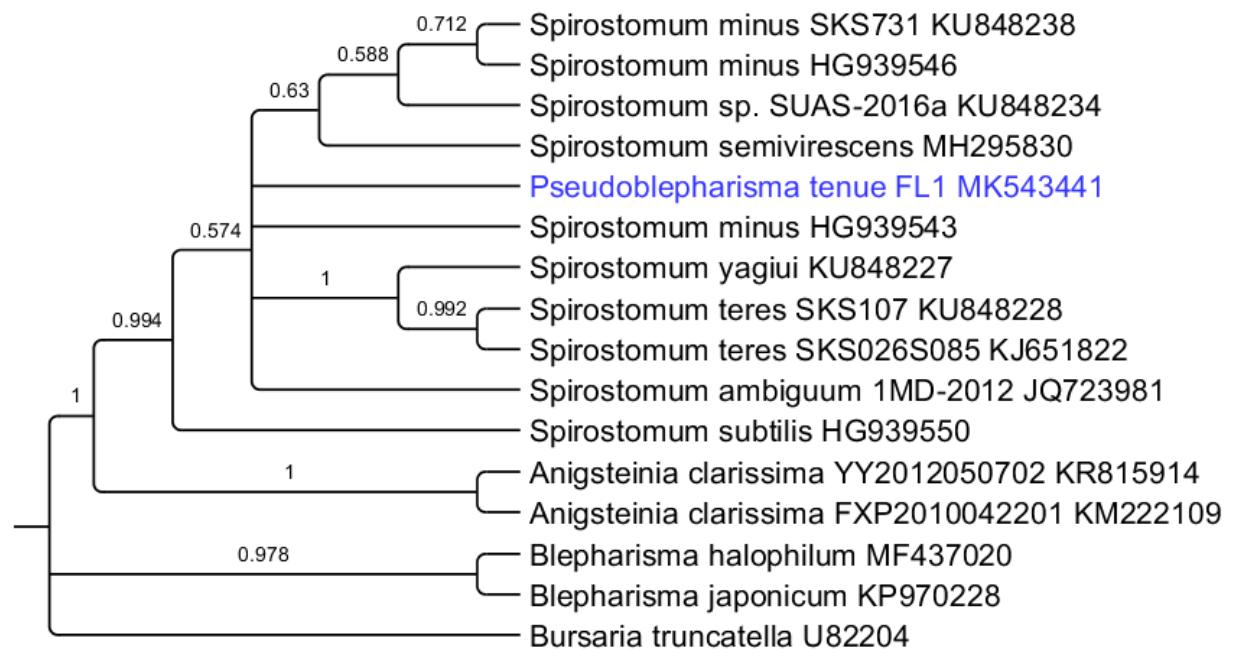 0.712
Spirostomum minus SKS731 KU848238
0.588
Spirostomum minus HG939546
0.63
Spirostomum sp. SUAS-2016a KU848234
Spirostomum semivirescens MH295830
Pseudoblepharisma tenue FL1 MK543441
0.574
Spirostomum minus HG939543
1
Spirostomum yagiui KU848227
0.992
Spirostomum teres SKS107 KU848228
0.994
Spirostomum teres SKS026S085 KJ651822
1
Spirostomum ambiguum 1MD-2012 JQ723981
Spirostomum subtilis HG939550
1
Anigsteinia clarissima YY2012050702 KR815914
Anigsteinia clarissima FXP2010042201 KM222109
0.978
Blepharisma halophilum MF437020
Blepharisma japonicum KP970228
Bursaria truncatella U82204